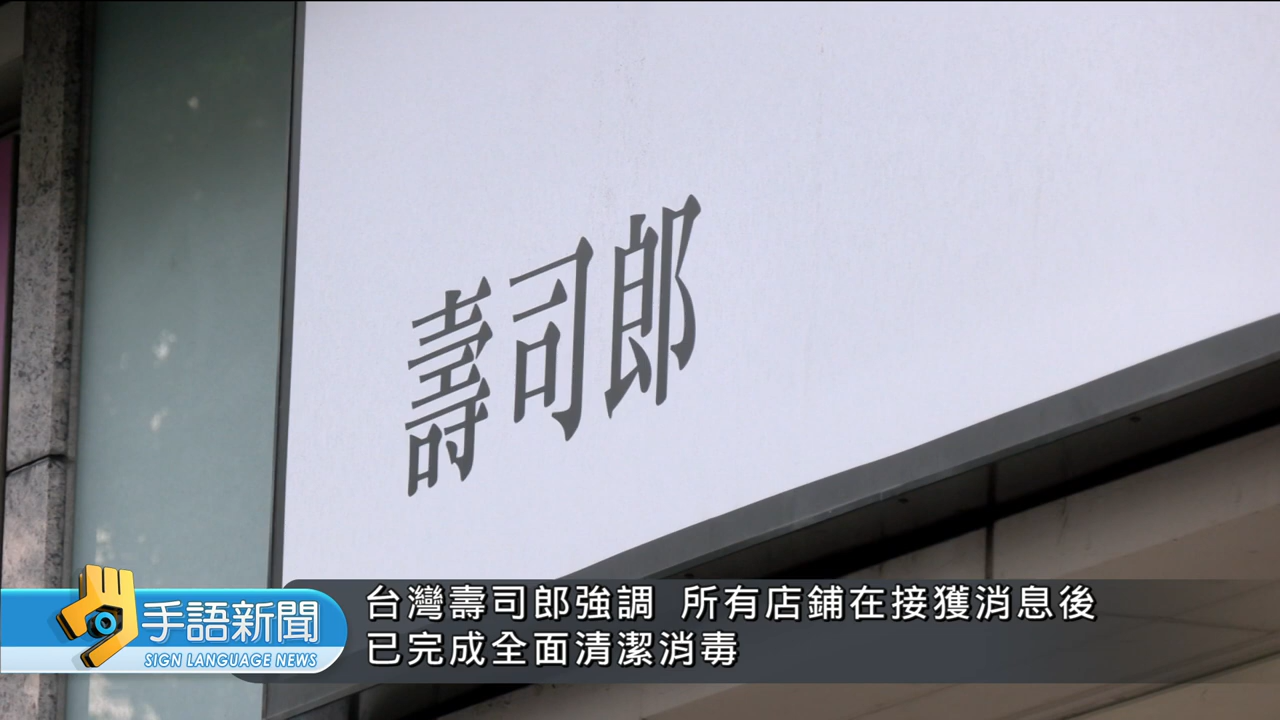 壽司郎
台灣壽司郎強調 所有店鋪在接獲消息後
已完成全面清潔消毒
手語新聞
SIGN LANGUAGE NEWS